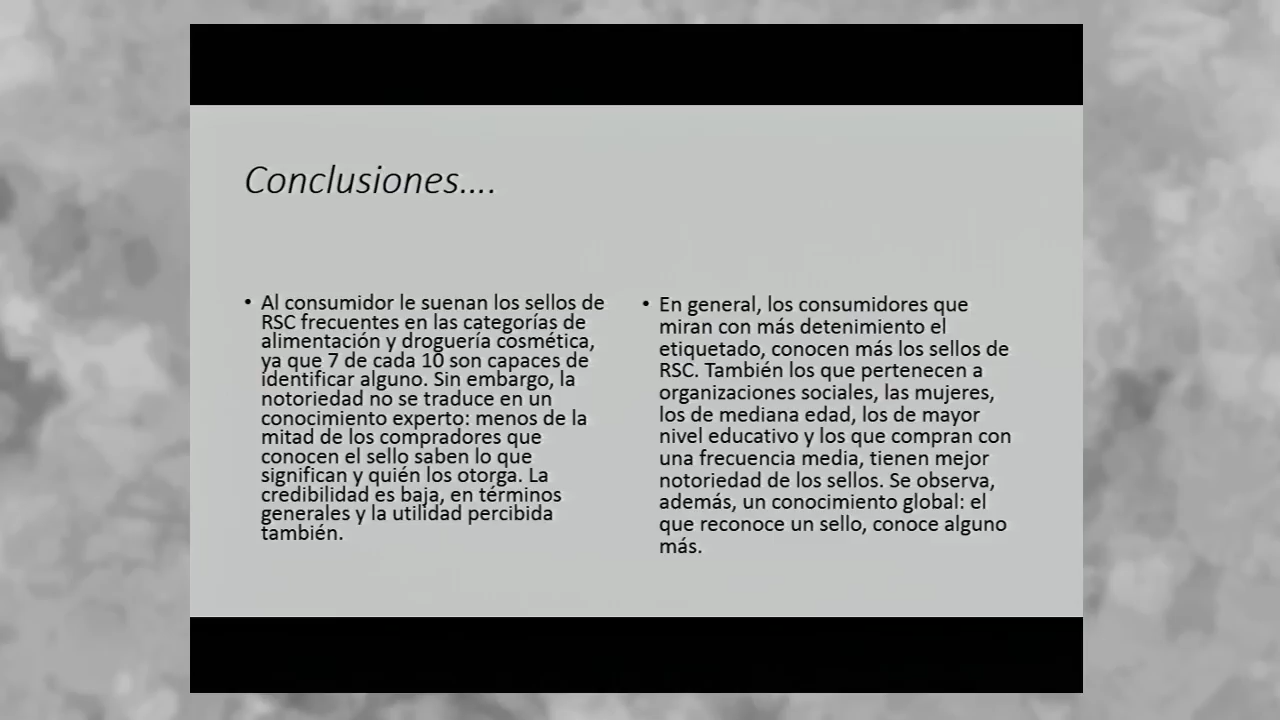 Conclusiones....
• Al consumidor le suenan los sellos de
RSC frecuentes en las categorías de
alimentación y droguería cosmética,
ya que 7 de cada 10 son capaces de
identificar alguno. Sin embargo, la
notoriedad no se traduce en un
conocimiento experto: menos de la
mitad de los compradores que
conocen el sello saben lo que
significan y quién los otorga. La
credibilidad es baja, en términos
generales y la utilidad percibida
también.
• En general, los consumidores que
miran con más detenimiento el
etiquetado, conocen más los sellos de
RSC. También los que pertenecen a
organizaciones sociales, las mujeres,
los de mediana edad, los de mayor
nivel educativo y los que compran con
una frecuencia media, tienen mejor
notoriedad de los sellos. Se observa,
además, un conocimiento global: el
que reconoce un sello, conoce alguno
más.